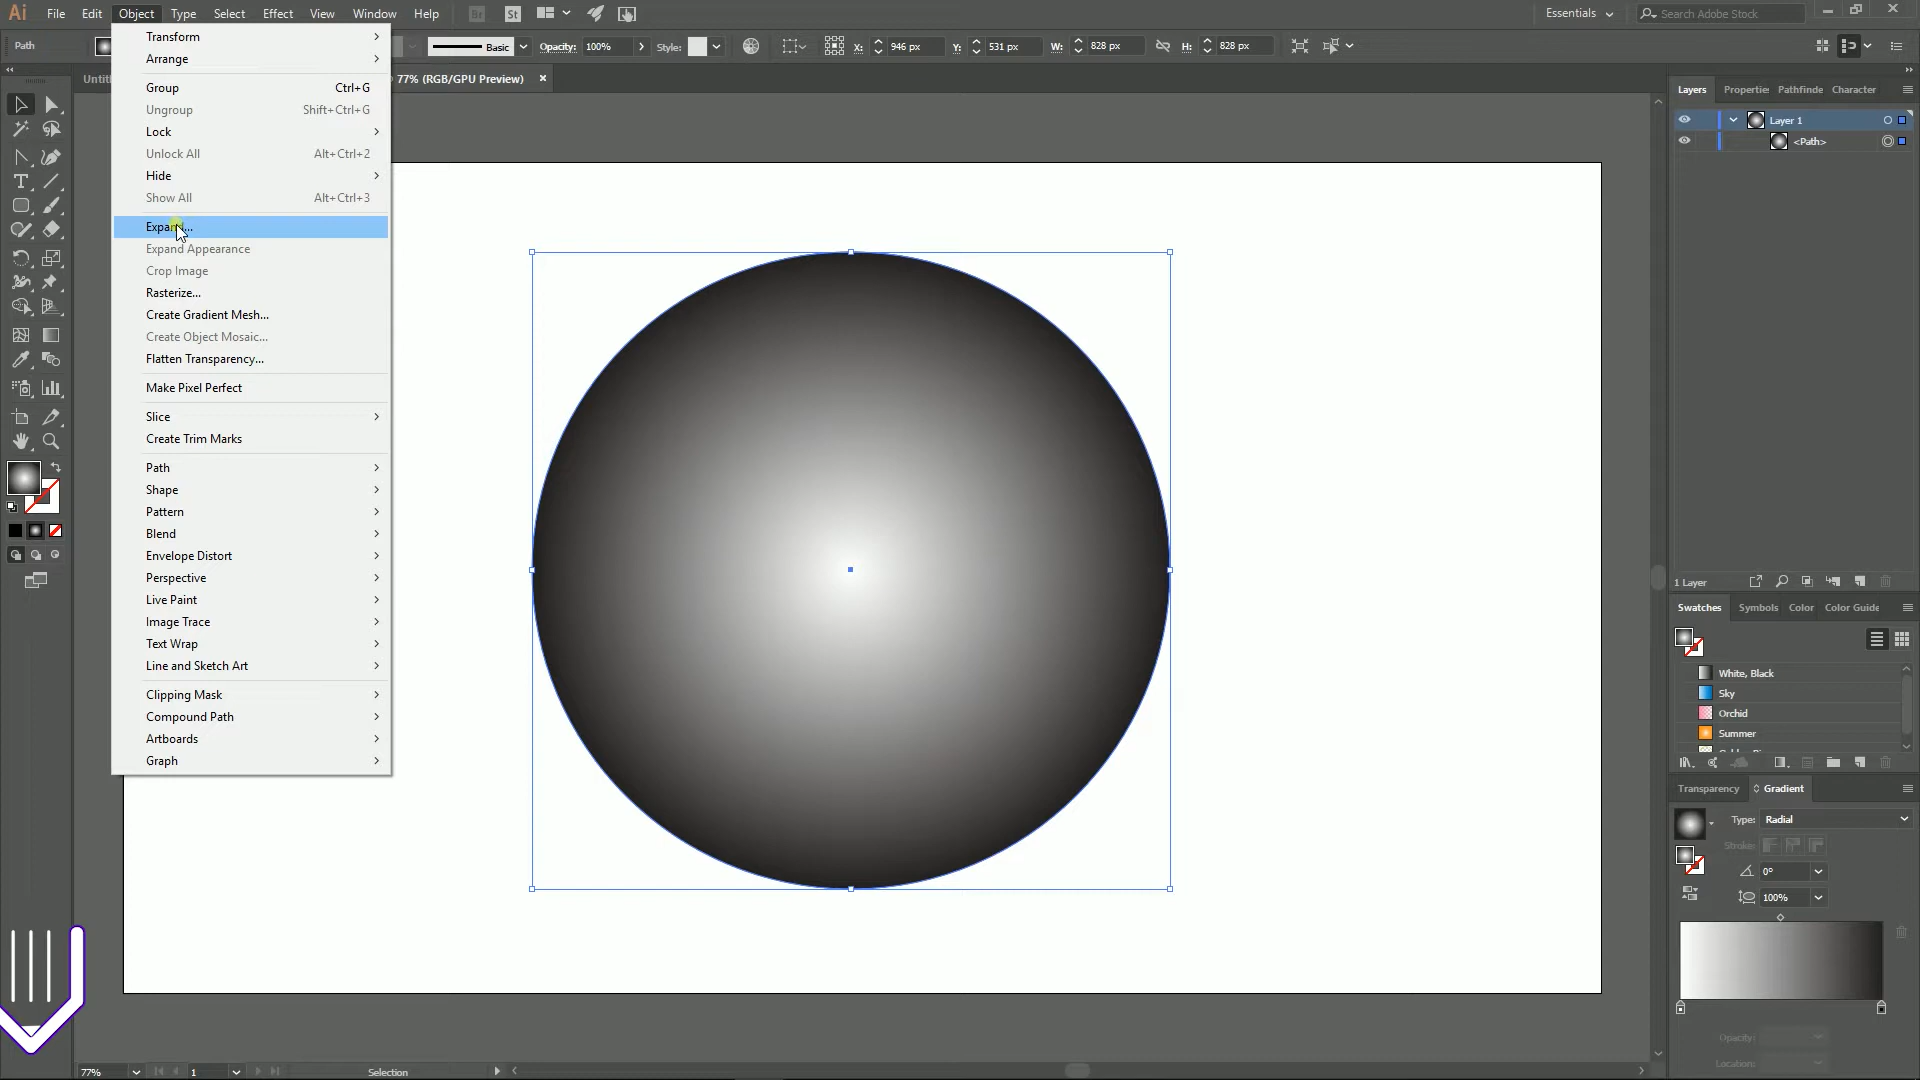 Ai File Edit Object Type Select Effect View Window Help Br St Essentials Search Adobe Stock
Path Basic Opacity: 100% Style: X: 946 px Y: 531 px W: 828 px H: 828 px
Untit 77% (RGB/GPU Preview)
Transform
Arrange
Group Ctrl+G
Ungroup Shift+Ctrl+G
Lock
Unlock All Alt+Ctrl+2
Hide
Show All Alt+Ctrl+3
Expand...
Expand Appearance
Crop Image
Rasterize...
Create Gradient Mesh...
Create Object Mosaic...
Flatten Transparency...
Make Pixel Perfect
Slice
Create Trim Marks
Path
Shape
Pattern
Blend
Envelope Distort
Perspective
Live Paint
Image Trace
Text Wrap
Line and Sketch Art
Clipping Mask
Compound Path
Artboards
Graph
Layers Propertie Pathfinde Character
Layer 1
<Path>
1 Layer
Swatches Symbols Color Color Guide
White, Black
Sky
Orchid
Summer
Transparency Gradient
Type: Radial
Stroke:
0°
100%
Opacity:
Location:
77% 1 Selection